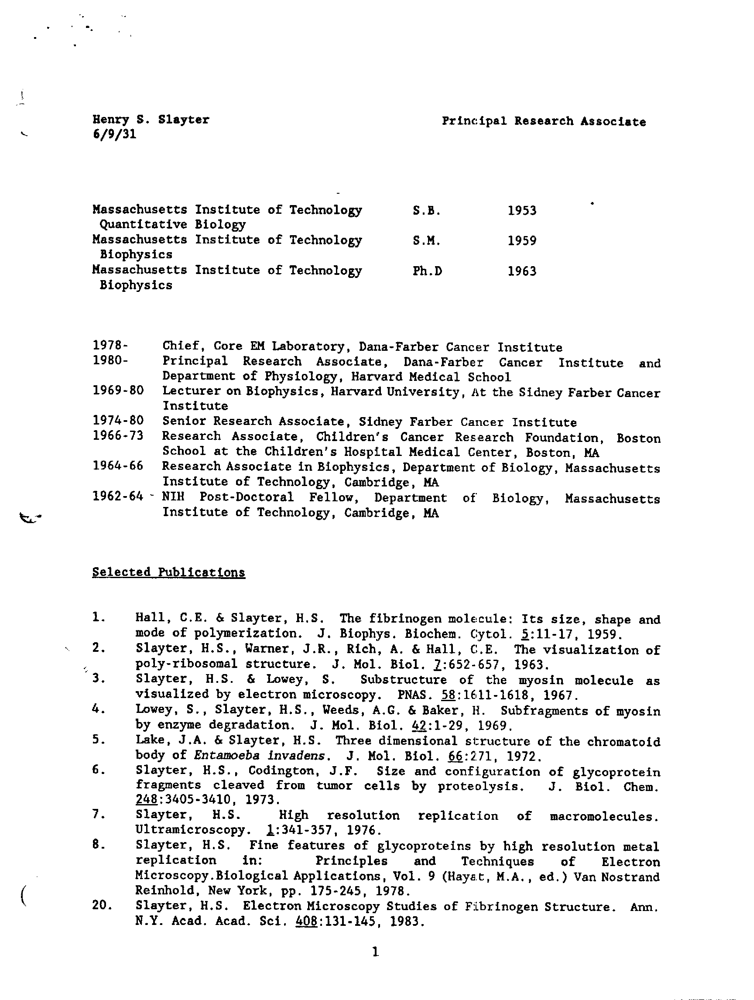 Henry S. Slayter Principal Research Associate
6/9/31
Massachusetts Institute of Technology S.B. 1953
Quantitative Biology
Massachusetts Institute of Technology S.M. 1959
Biophysics
Massachusetts Institute of Technology Ph.D 1963
Biophysics
1978- Chief, Core EM Laboratory, Dana-Farber Cancer Institute
1980- Principal Research Associate, Dana-Farber Cancer Institute and
Department of Physiology, Harvard Medical School
1969-80 Lecturer on Biophysics, Harvard University, At the Sidney Farber Cancer
Institute
1974-80 Senior Research Associate, Sidney Farber Cancer Institute
1966-73 Research Associate, Children's Cancer Research Foundation, Boston
School at the Children's Hospital Medical Center, Boston, MA
1964-66 Research Associate in Biophysics, Department of Biology, Massachusetts
Institute of Technology, Cambridge, MA
1962-64 - NIH Post-Doctoral Fellow, Department of Biology, Massachusetts
Institute of Technology, Cambridge, MA
Selected Publications
1. Hall, C.E. & Slayter, H.S. The fibrinogen molecule: Its size, shape and
mode of polymerization. J. Biophys. Biochem. Cytol. 5:11-17, 1959.
2. Slayter, H.S., Warner, J.R., Rich, A. & Hall, C.E. The visualization of
poly-ribosomal structure. J. Mol. Biol. 7:652-657, 1963.
3. Slayter, H.S. & Lowey, S. Substructure of the myosin molecule as
visualized by electron microscopy. PNAS. 58:1611-1618, 1967.
4. Lowey, S., Slayter, H.S., Weeds, A.G. & Baker, H. Subfragments of myosin
by enzyme degradation. J. Mol. Biol. 42:1-29, 1969.
5. Lake, J.A. & Slayter, H.S. Three dimensional structure of the chromatoid
body of Entamoeba invadens. J. Mol. Biol. 66:271, 1972.
6. Slayter, H.S., Codington, J.F. Size and configuration of glycoprotein
fragments cleaved from tumor cells by proteolysis. J. Biol. Chem.
248:3405-3410, 1973.
7. Slayter, H.S. High resolution replication of macromolecules.
Ultramicroscopy. 1:341-357, 1976.
8. Slayter, H.S. Fine features of glycoproteins by high resolution metal
replication in: Principles and Techniques of Electron
Microscopy.Biological Applications, Vol. 9 (Hayat, M.A., ed.) Van Nostrand
Reinhold, New York, pp. 175-245, 1978.
20. Slayter, H.S. Electron Microscopy Studies of Fibrinogen Structure. Ann.
N.Y. Acad. Acad. Sci. 408:131-145, 1983.
1